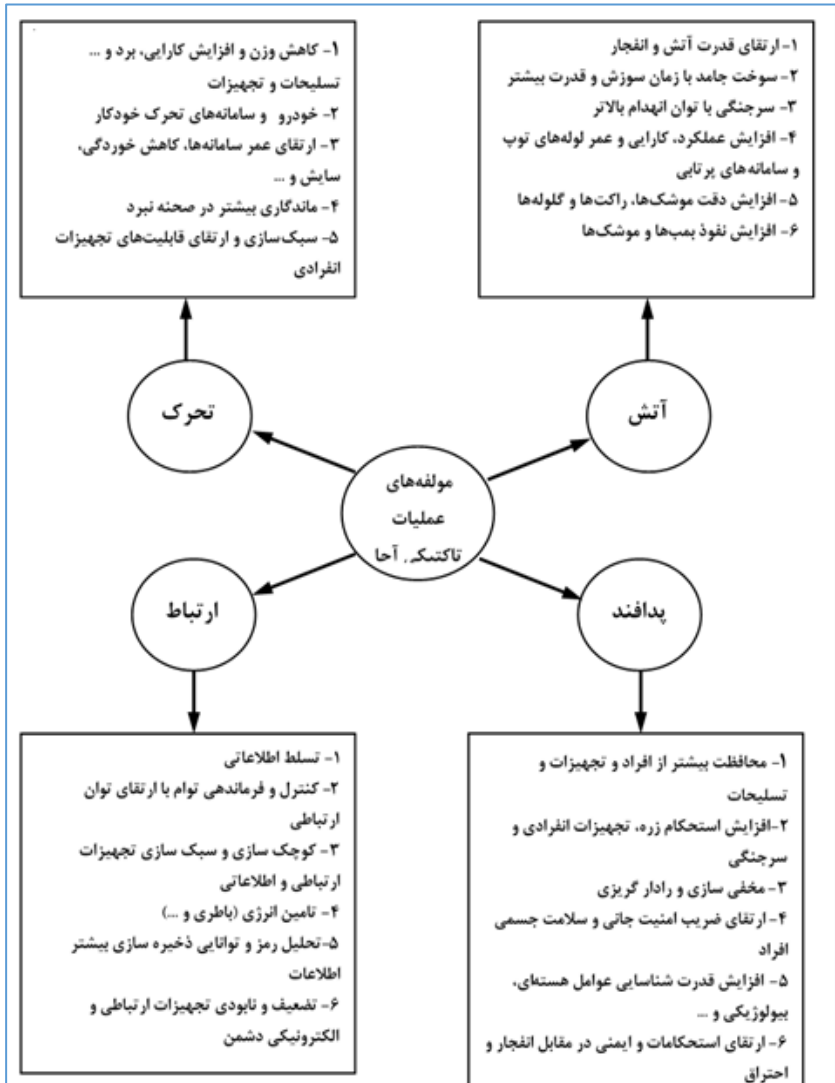 ۱- ارتقای قدرت آتش و انفجار
۲- سوخت جامد با زمان سوزش و قدرت بیشتر
۳- سرجنگی با توان انهدام بالاتر
۴- افزایش عملکرد، کارایی و عمر لوله‌های توپ
و سامانه‌های پرتابی
۵- افزایش دقت موشک‌ها، راکت‌ها و گلوله‌ها
۶- افزایش نفوذ بمب‌ها و موشک‌ها
۱- کاهش وزن و افزایش کارایی، برد و ...
تسلیحات و تجهیزات
۲- خودرو و سامانه‌های تحرک خودکار
۳- ارتقای عمر سامانه‌ها، کاهش خوردگی،
سایش و ...
۴- ماندگاری بیشتر در صحنه نبرد
۵- سبک‌سازی و ارتقای قابلیت‌های تجهیزات
انفرادی
آتش
تحرک
مولفه‌های
عملیات
تاکتیکی آجا
پدافند
ارتباط
۱- محافظت بیشتر از افراد و تجهیزات و
تسلیحات
۲-افزایش استحکام زره، تجهیزات انفرادی و
سرجنگی
۳- مخفی سازی و رادار گریزی
۴- ارتقای ضریب امنیت جانی و سلامت جسمی
افراد
۵- افزایش قدرت شناسایی عوامل هسته‌ای،
بیولوژیکی و ...
۶- ارتقای استحکامات و ایمنی در مقابل انفجار و
احتراق
۱- تسلط اطلاعاتی
۲- کنترل و فرماندهی توام با ارتقای توان
ارتباطی
۳- کوچک سازی و سبک سازی تجهیزات
ارتباطی و اطلاعاتی
۴- تامین انرژی (باطری و ...)
۵-تحلیل رمز و توانایی ذخیره سازی بیشتر
اطلاعات
۶- تضعیف و نابودی تجهیزات ارتباطی و
الکترونیکی دشمن